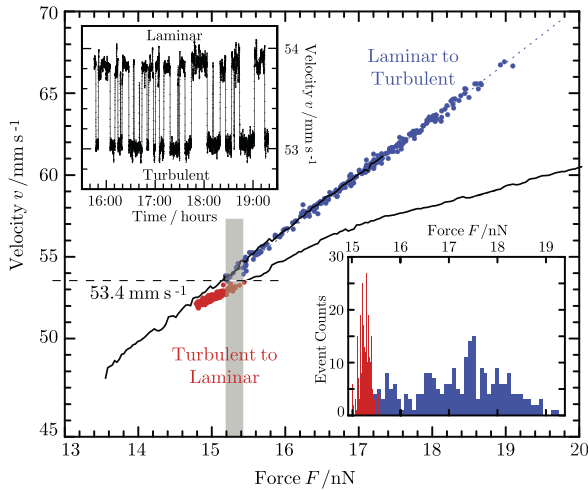 70
65
60
55
50
45
Velocity v /mm s⁻¹
Laminar
Turbulent
54
53
Velocity v /mm s⁻¹
16:00 17:00 18:00 19:00
Time / hours
Laminar to
Turbulent
53.4 mm s⁻¹
Turbulent to
Laminar
Force F/nN
15 16 17 18 19
30
20
10
0
Event Counts
13 14 15 16 17 18 19 20
Force F/nN